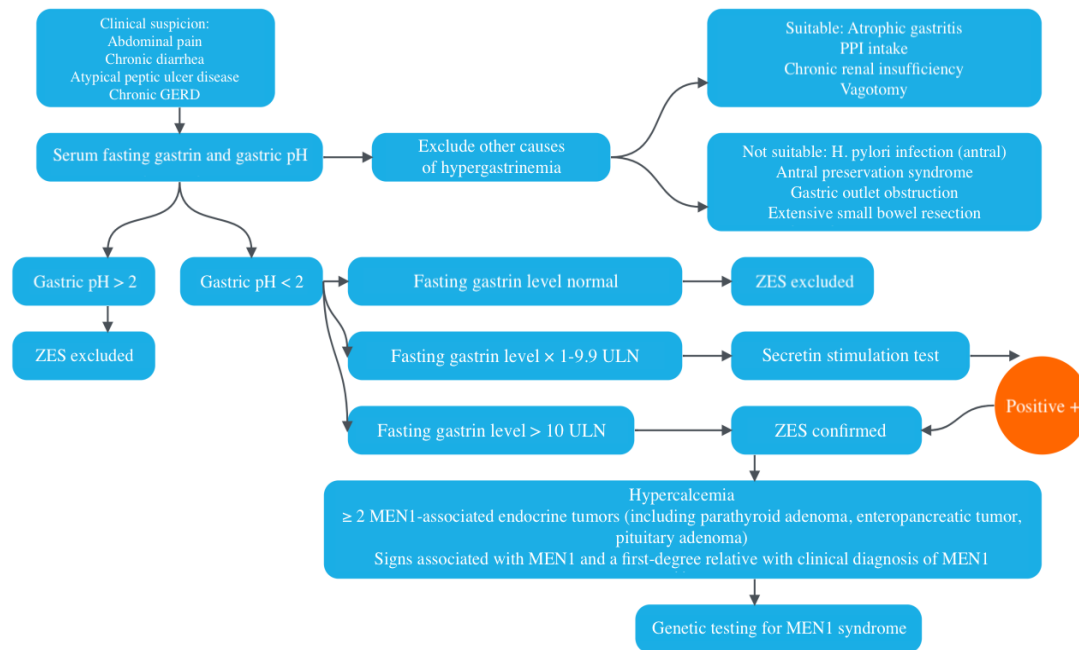 Clinical suspicion:
Abdominal pain
Chronic diarrhea
Atypical peptic ulcer disease
Chronic GERD
Suitable: Atrophic gastritis
PPI intake
Chronic renal insufficiency
Vagotomy
Serum fasting gastrin and gastric pH
Exclude other causes
of hypergastrinemia
Not suitable: H. pylori infection (antral)
Antral preservation syndrome
Gastric outlet obstruction
Extensive small bowel resection
Gastric pH > 2
Gastric pH < 2
Fasting gastrin level normal
ZES excluded
ZES excluded
Fasting gastrin level × 1-9.9 ULN
Secretin stimulation test
Positive +
Fasting gastrin level > 10 ULN
ZES confirmed
Hypercalcemia
≥ 2 MEN1-associated endocrine tumors (including parathyroid adenoma, enteropancreatic tumor,
pituitary adenoma)
Signs associated with MEN1 and a first-degree relative with clinical diagnosis of MEN1
Genetic testing for MEN1 syndrome